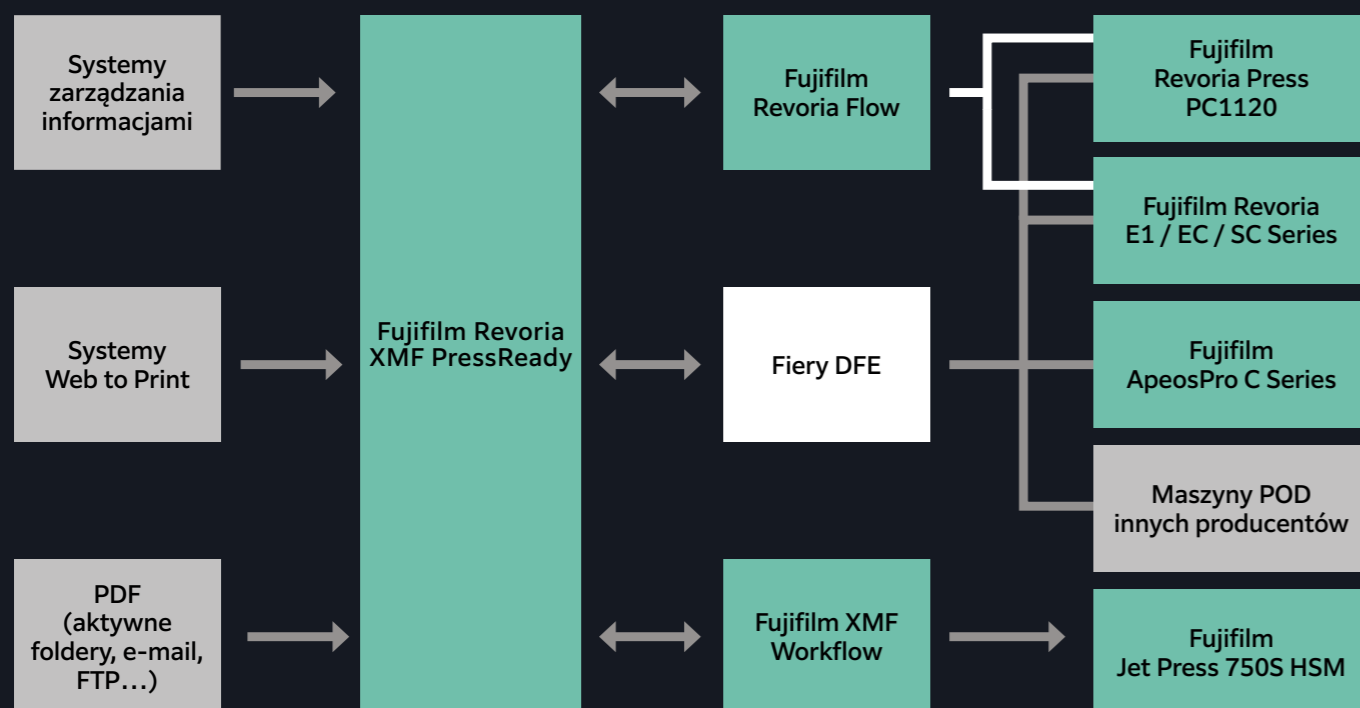 Systemy
zarządzania
informacjami
Fujifilm
Revoria Flow
Fujifilm
Revoria Press
PC1120
Fujifilm Revoria
E1 / EC / SC Series
Systemy
Web to Print
Fujifilm Revoria
XMF PressReady
Fiery DFE
Fujifilm
ApeosPro C Series
Maszyny POD
innych producentów
PDF
(aktywne
foldery, e-mail,
FTP...)
Fujifilm XMF
Workflow
Fujifilm
Jet Press 750S HSM